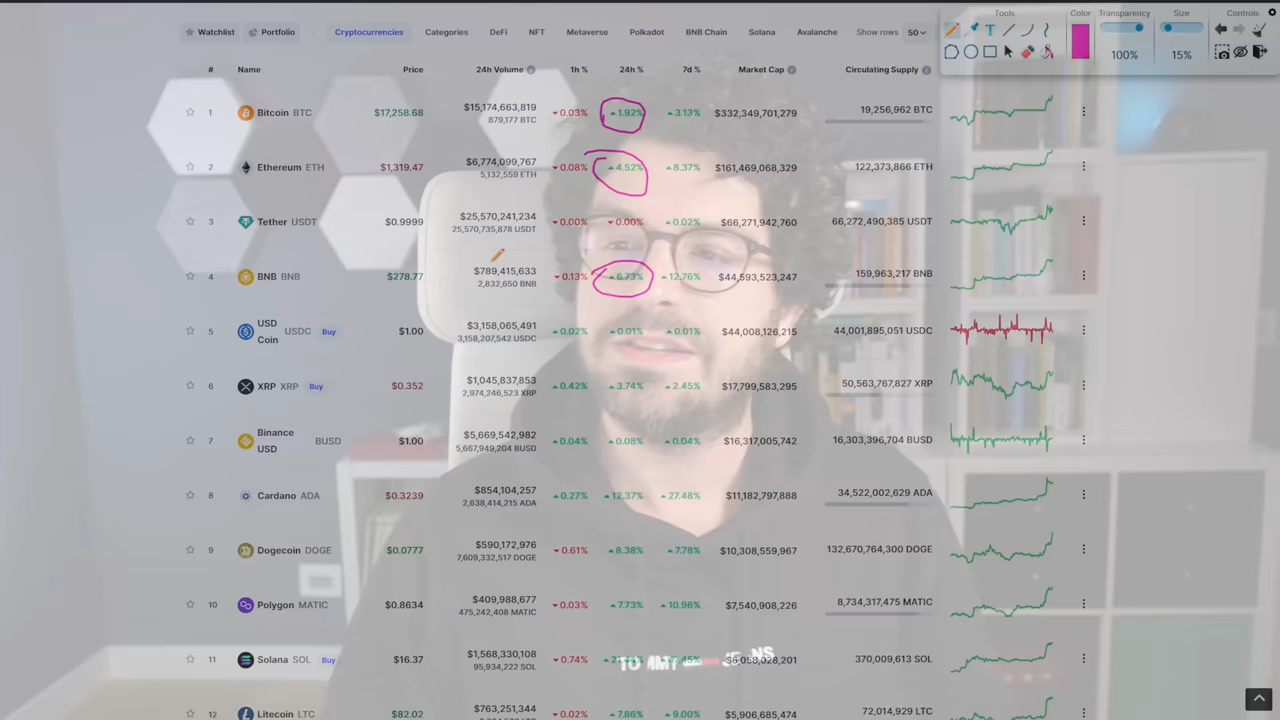 Watchlist Portfolio Cryptocurrencies Categories DeFi NFT Metaverse Polkadot BNB Chain Solana Avalanche Show rows 50
Tools Color Transparency Size Controls
100% 15%
# Name Price 24h Volume 1h % 24h % 7d % Market Cap Circulating Supply
1 Bitcoin BTC $17,258.68 $15,174,663,819 0.03% 1.92% 3.13% $332,349,701,279 19,256,962 BTC
879,177 BTC
2 Ethereum ETH $1,319.47 $6,774,099,767 0.08% 4.52% 8.37% $161,469,068,329 122,373,866 ETH
5,132,559 ETH
3 Tether USDT $0.9999 $25,570,241,234 0.00% 0.00% 0.02% $66,271,942,760 66,272,490,385 USDT
25,570,735,878 USDT
4 BNB BNB $278.77 $789,415,633 0.13% 6.73% 12.76% $44,593,523,247 159,963,217 BNB
2,832,650 BNB
5 USD Coin USDC Buy $1.00 $3,158,065,491 0.02% 0.01% 0.01% $44,008,126,215 44,001,895,051 USDC
3,158,207,542 USDC
6 XRP XRP Buy $0.352 $1,045,837,853 0.42% 3.74% 2.45% $17,799,583,295 50,563,767,827 XRP
2,974,246,523 XRP
7 Binance USD BUSD $1.00 $5,669,542,982 0.04% 0.08% 0.04% $16,317,005,742 16,303,396,704 BUSD
5,667,949,204 BUSD
8 Cardano ADA $0.3239 $854,104,257 0.27% 12.37% 27.48% $11,182,797,888 34,522,002,629 ADA
2,638,414,215 ADA
9 Dogecoin DOGE $0.0777 $590,172,976 0.61% 8.38% 7.78% $10,308,559,967 132,670,764,300 DOGE
7,609,332,517 DOGE
10 Polygon MATIC $0.8634 $409,988,677 0.03% 7.73% 10.96% $7,540,908,226 8,734,317,475 MATIC
475,242,408 MATIC
11 Solana SOL Buy $16.37 $1,568,330,108 0.74% $6,058,028,201 370,009,613 SOL
95,934,222 SOL
TO
12 Litecoin LTC $82.02 $763,251,344 0.02% 7.86% 9.00% $5,906,685,474 72,014,929 LTC